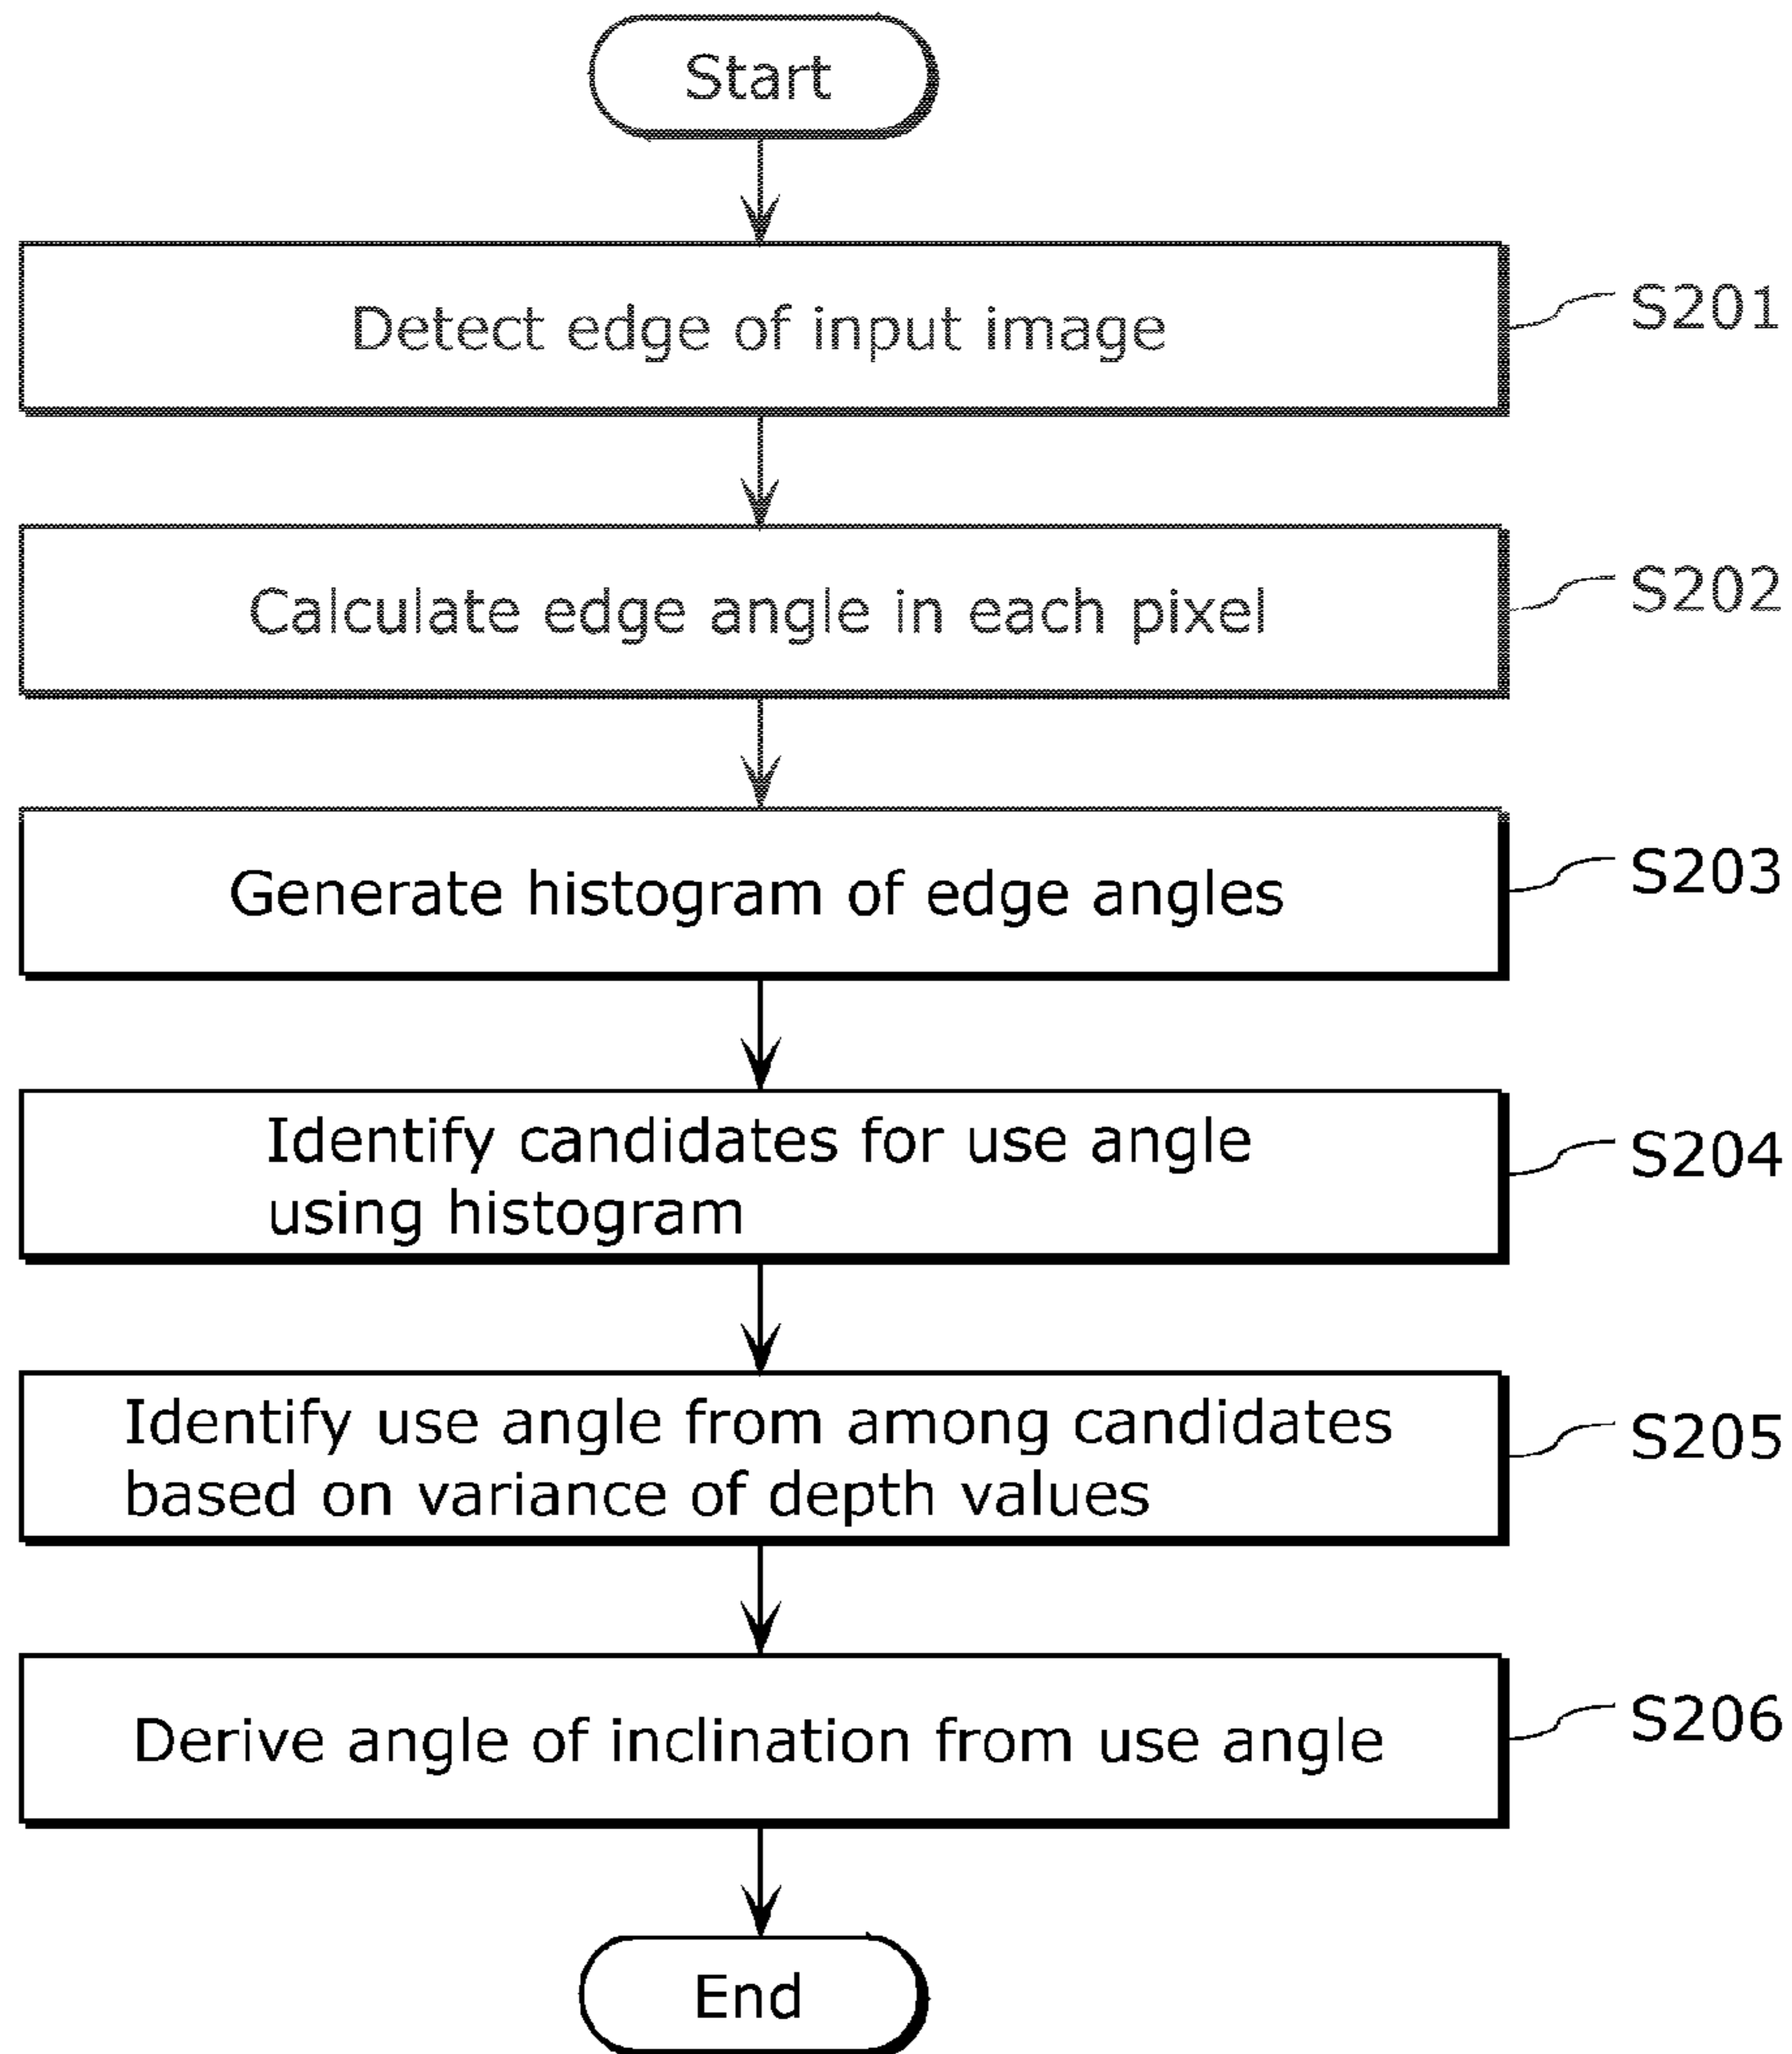 Start
Detect edge of input image
S201
Calculate edge angle in each pixel
S202
Generate histogram of edge angles
S203
Identify candidates for use angle
using histogram
S204
Identify use angle from among candidates
based on variance of depth values
S205
Derive angle of inclination from use angle
S206
End